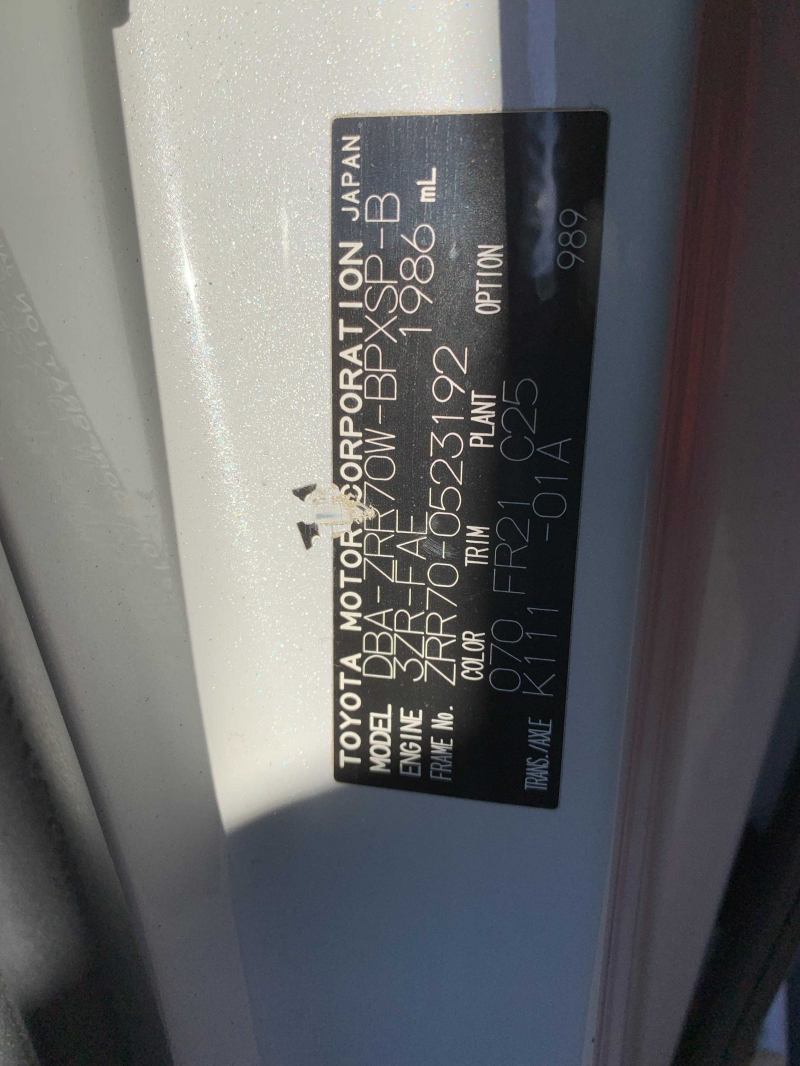 TOYOTA MOTOR CORPORATION JAPAN
MODEL DBA-ZRR70W-BPXSP-B
ENGINE 3ZR-FAE 1986 mL
FRAME No. ZRR70-0523192
COLOR TRIM PLANT OPTION
070 FR21 C25
TRANS./AXLE K111 -01A 989